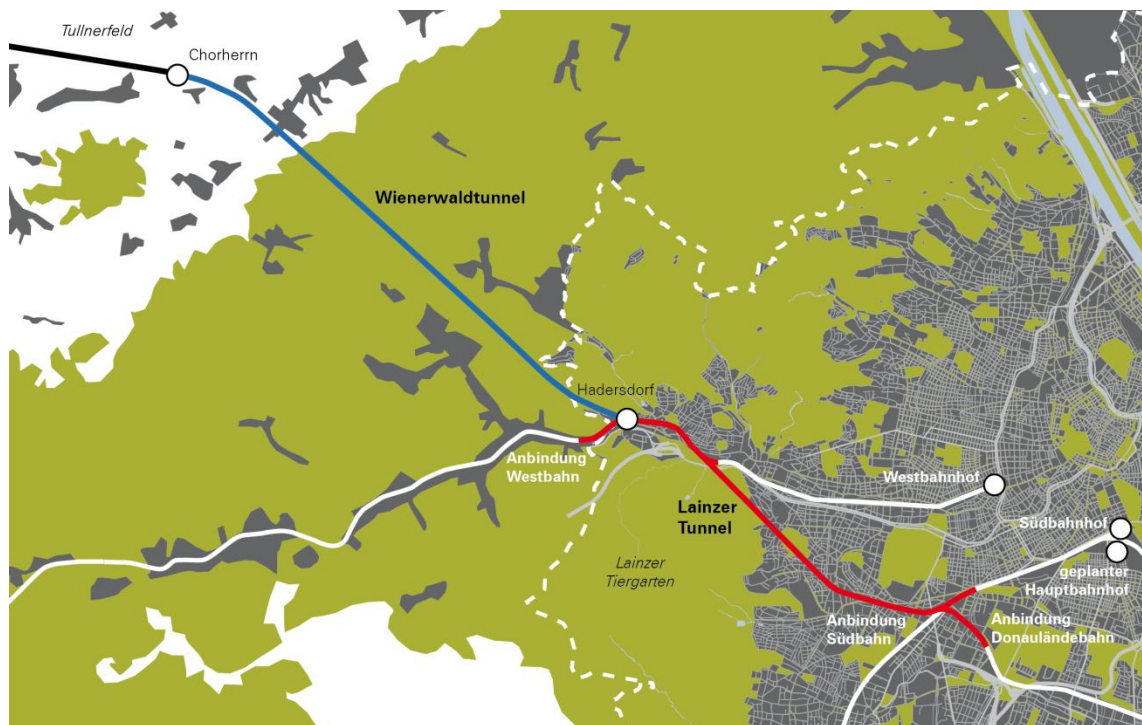 Tullnerfeld
Chorherrn
Wienerwaldtunnel
Hadersdorf
Anbindung
Westbahn
Westbahnhof
Lainzer
Tunnel
Südbahnhof
Lainzer
Tiergarten
geplanter
Hauptbahnhof
Anbindung
Südbahn
Anbindung
Donauländebahn